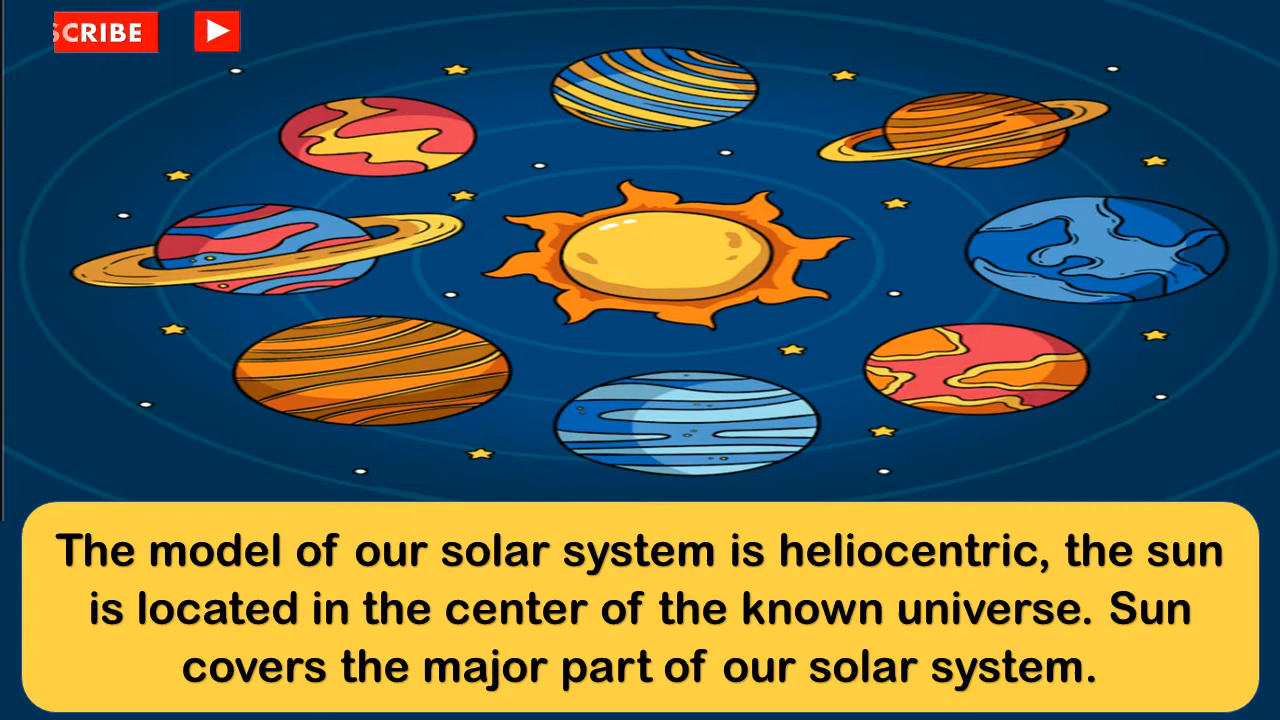 SCRIBE
The model of our solar system is heliocentric, the sun
is located in the center of the known universe. Sun
covers the major part of our solar system.